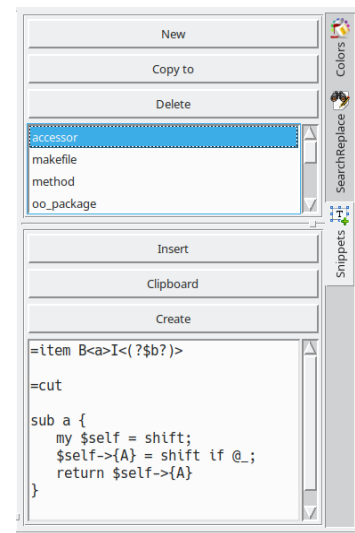 New
Copy to
Delete
accessor
makefile
method
oo_package
Insert
Clipboard
Create
=item B<a>I<(?$b?)>
=cut
sub a {
   my $self = shift;
   $self->{A} = shift if @_;
   return $self->{A}
}
Colors
SearchReplace
T
Snippets